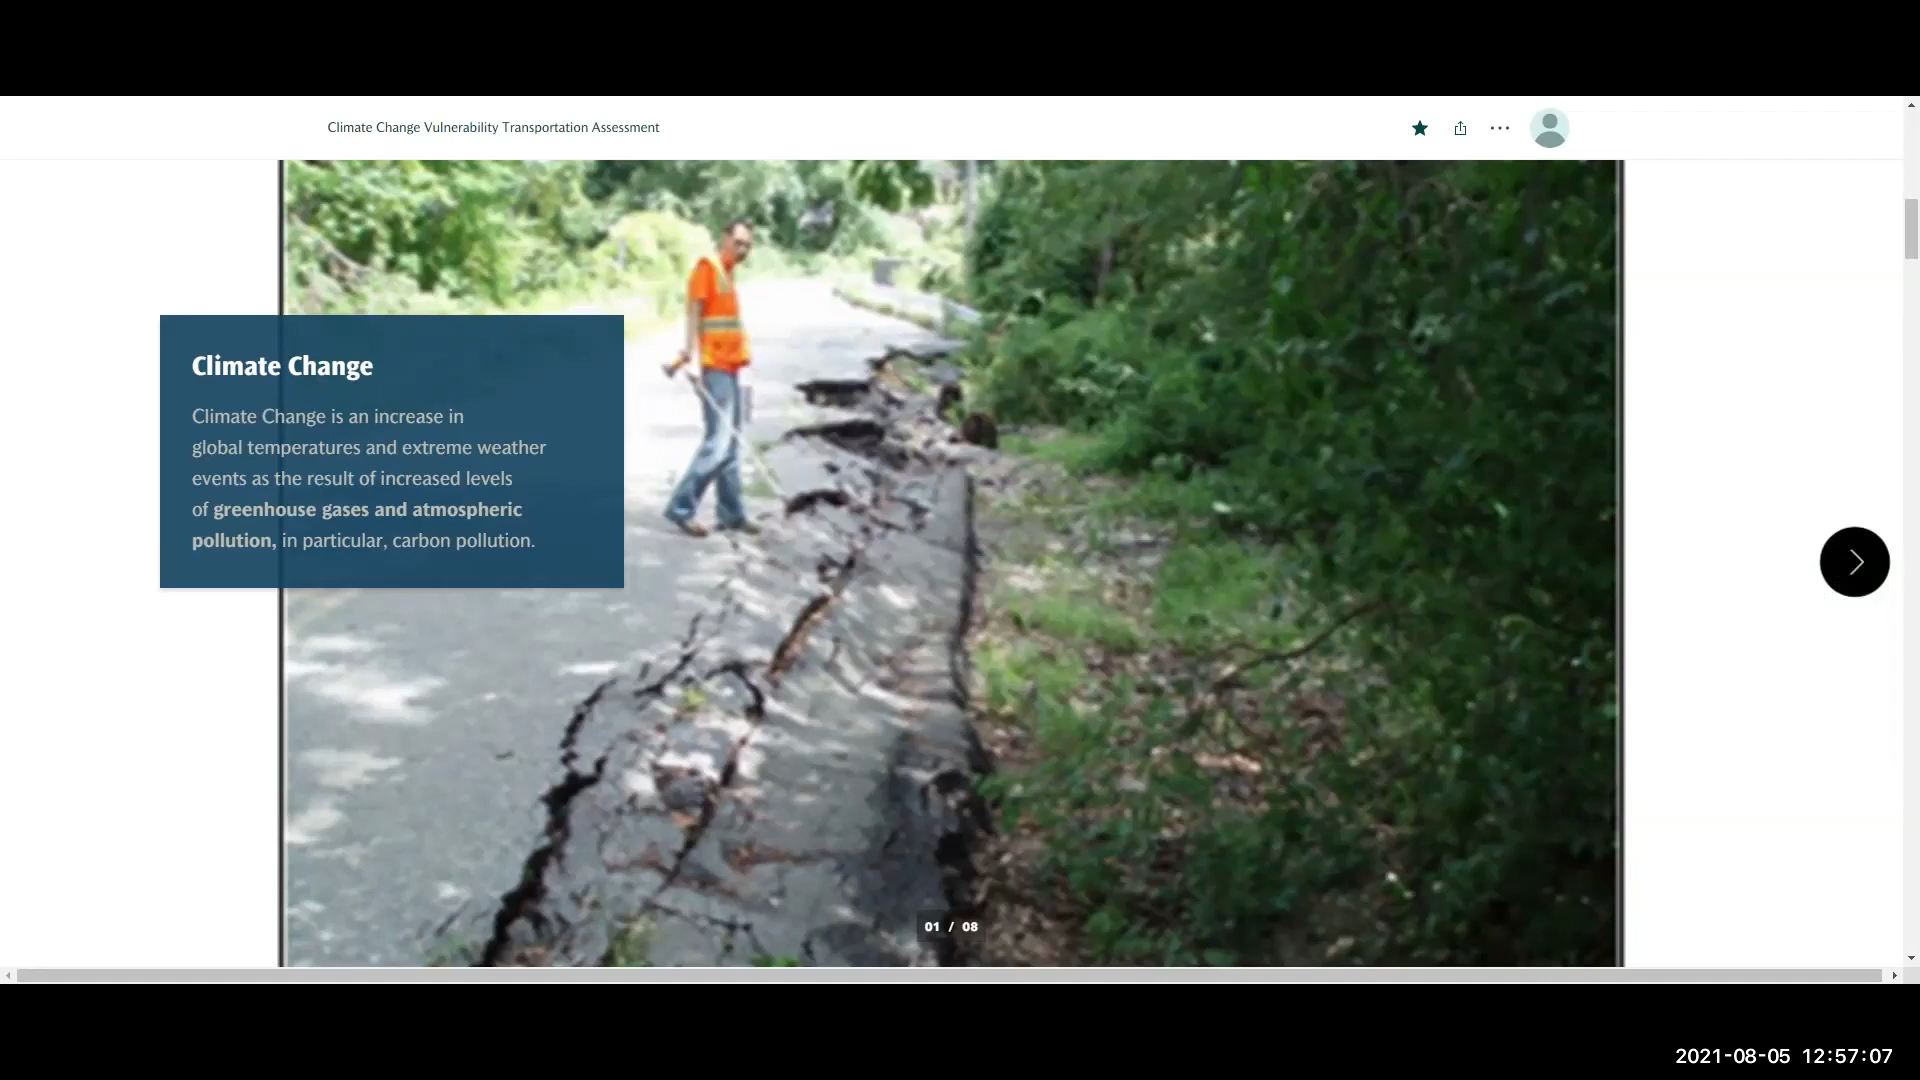 Climate Change Vulnerability Transportation Assessment
Climate Change
Climate Change is an increase in
global temperatures and extreme weather
events as the result of increased levels
of greenhouse gases and atmospheric
pollution, in particular, carbon pollution.
01 / 08
2021-08-05 12:57:07